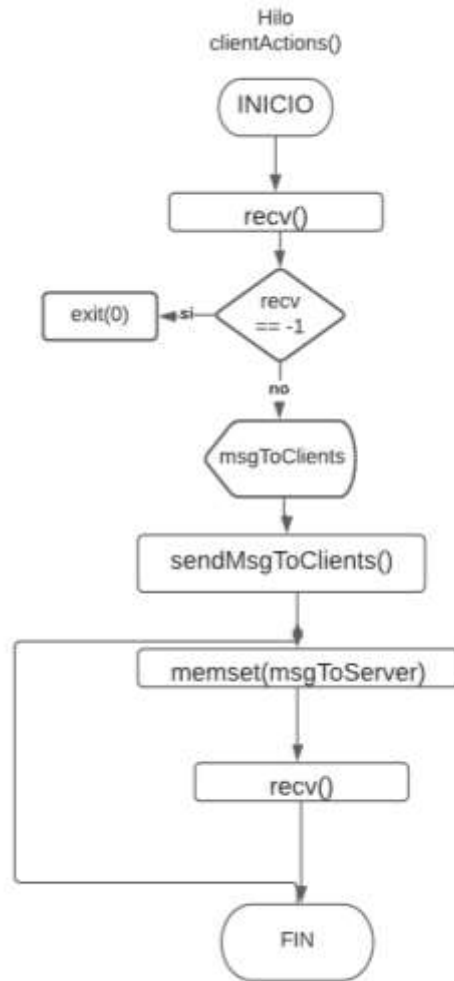 Hilo
clientActions()
INICIO
recv()
recv
== -1
si
exit(0)
no
msgToClients
sendMsgToClients()
memset(msgToServer)
recv()
FIN